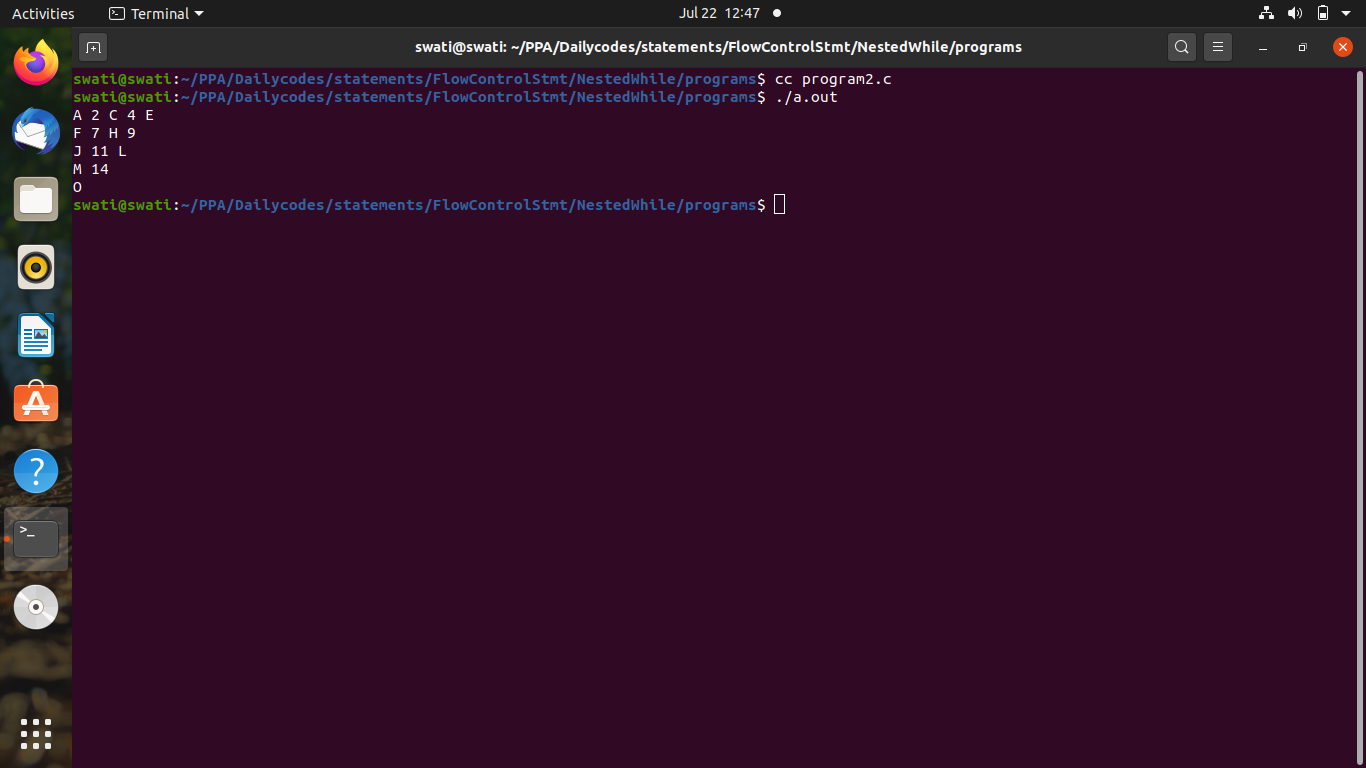 Activities Terminal Jul 22 12:47
swati@swati: ~/PPA/Dailycodes/statements/FlowControlStmt/NestedWhile/programs
swati@swati:~/PPA/Dailycodes/statements/FlowControlStmt/NestedWhile/programs$ cc program2.c
swati@swati:~/PPA/Dailycodes/statements/FlowControlStmt/NestedWhile/programs$ ./a.out
A 2 C 4 E
F 7 H 9
J 11 L
M 14
O
swati@swati:~/PPA/Dailycodes/statements/FlowControlStmt/NestedWhile/programs$